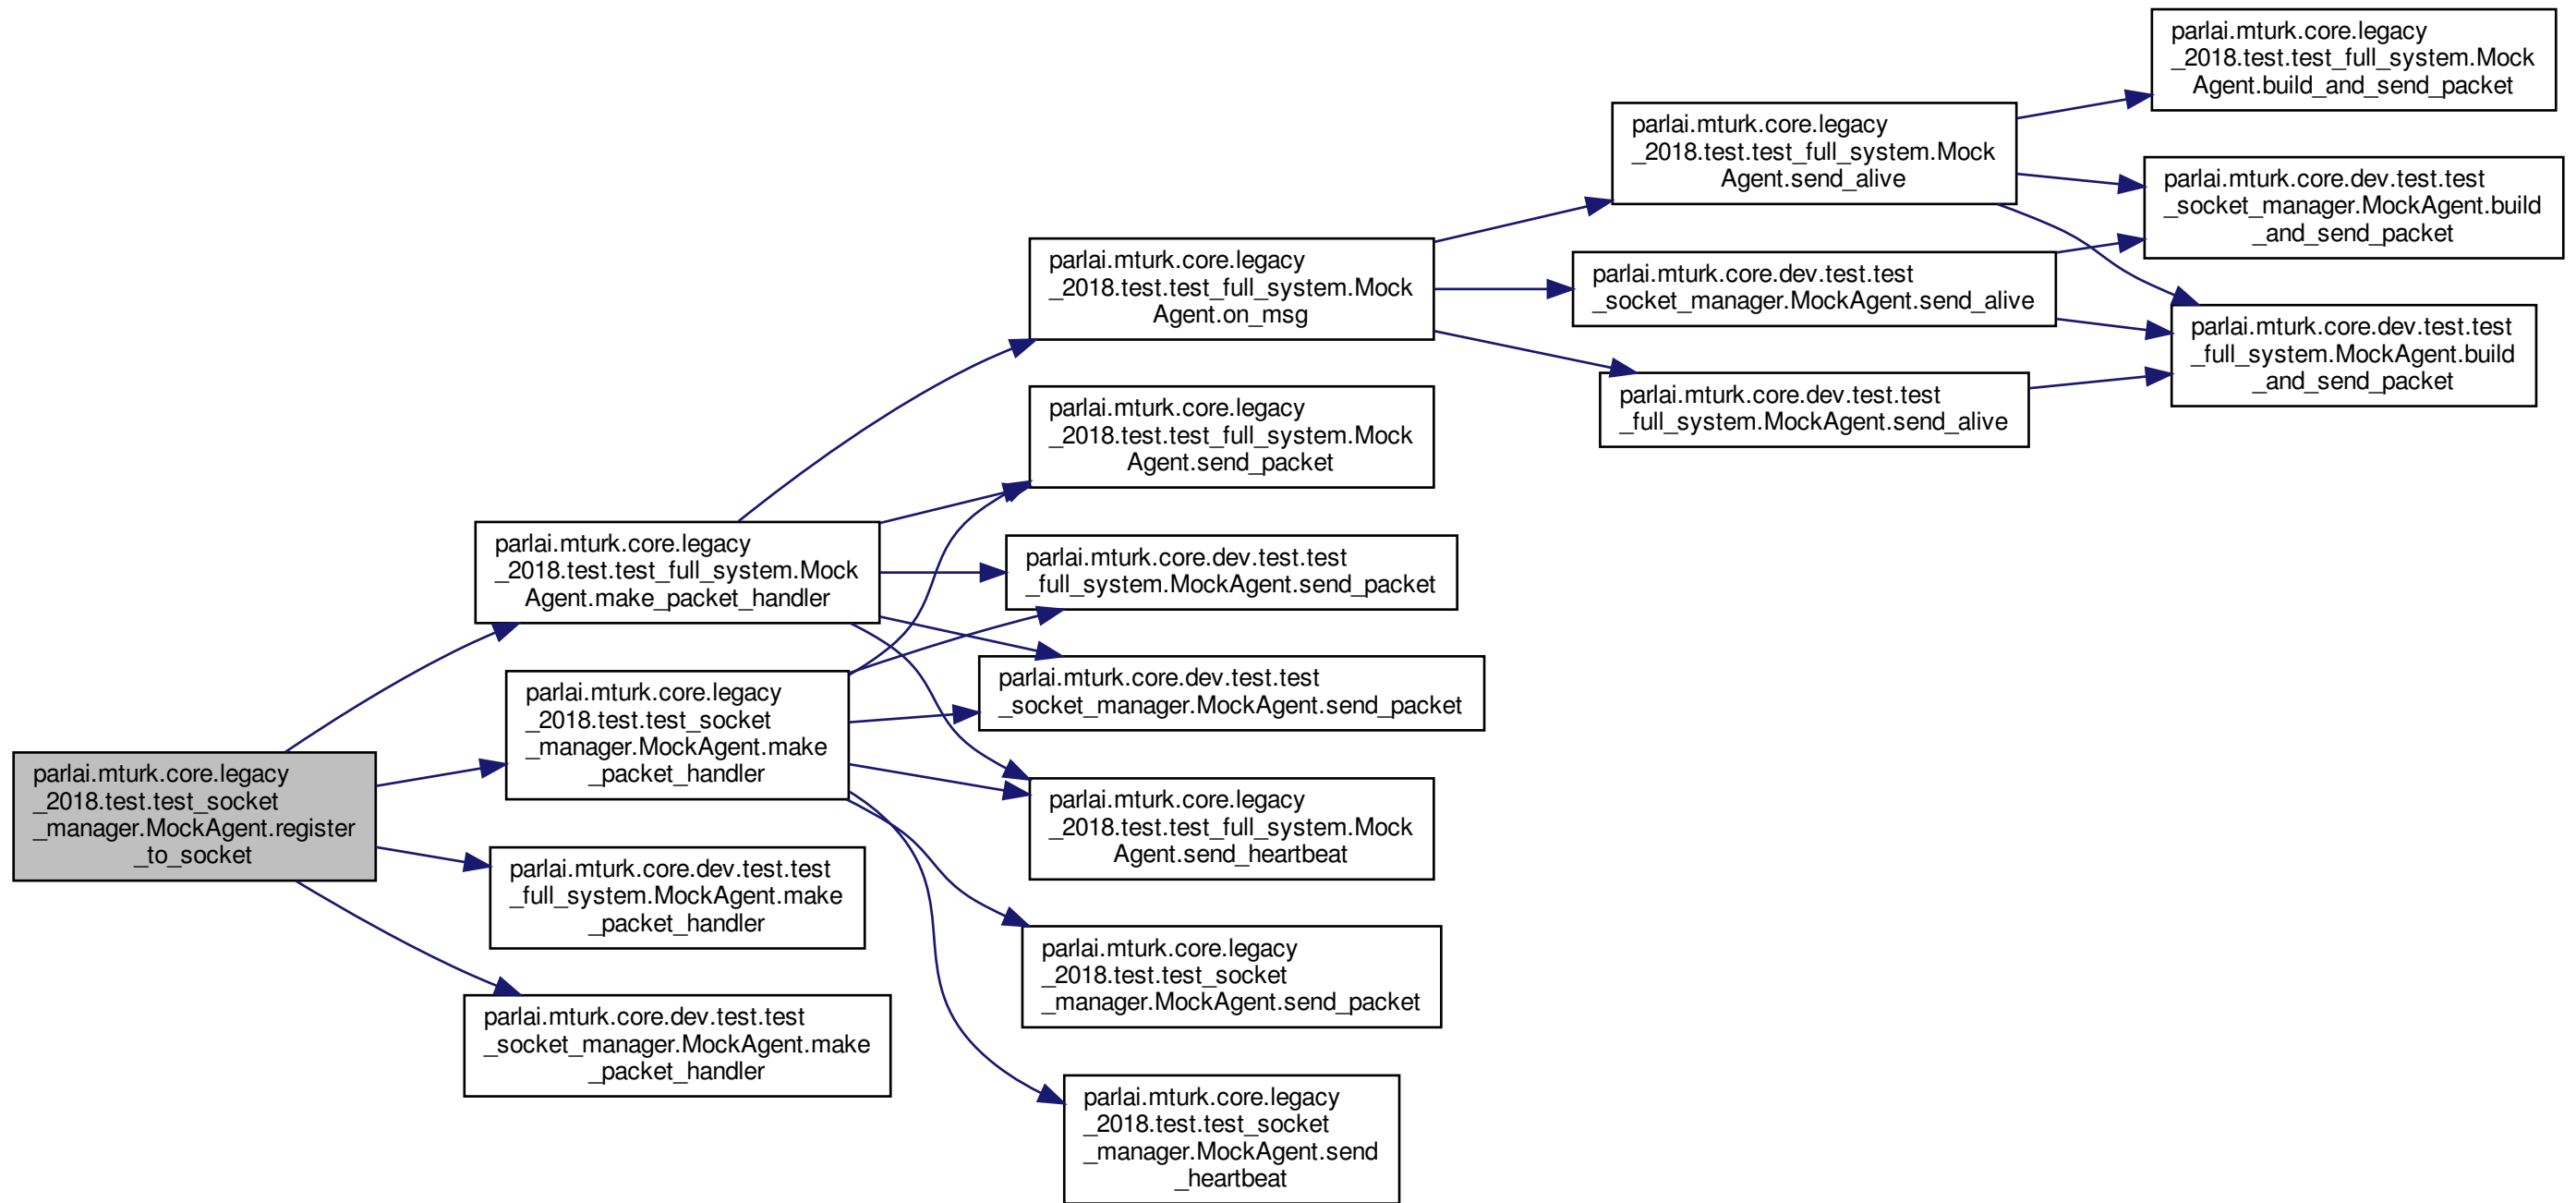 parlai.mturk.core.legacy
_2018.test.test_socket
_manager.MockAgent.register
_to_socket
parlai.mturk.core.legacy
_2018.test.test_full_system.Mock
Agent.make_packet_handler
parlai.mturk.core.legacy
_2018.test.test_socket
_manager.MockAgent.make
_packet_handler
parlai.mturk.core.dev.test.test
_full_system.MockAgent.make
_packet_handler
parlai.mturk.core.dev.test.test
_socket_manager.MockAgent.make
_packet_handler
parlai.mturk.core.legacy
_2018.test.test_full_system.Mock
Agent.on_msg
parlai.mturk.core.legacy
_2018.test.test_full_system.Mock
Agent.send_packet
parlai.mturk.core.dev.test.test
_full_system.MockAgent.send_packet
parlai.mturk.core.dev.test.test
_socket_manager.MockAgent.send_packet
parlai.mturk.core.legacy
_2018.test.test_full_system.Mock
Agent.send_heartbeat
parlai.mturk.core.legacy
_2018.test.test_socket
_manager.MockAgent.send_packet
parlai.mturk.core.legacy
_2018.test.test_socket
_manager.MockAgent.send
_heartbeat
parlai.mturk.core.legacy
_2018.test.test_full_system.Mock
Agent.send_alive
parlai.mturk.core.dev.test.test
_socket_manager.MockAgent.send_alive
parlai.mturk.core.dev.test.test
_full_system.MockAgent.send_alive
parlai.mturk.core.legacy
_2018.test.test_full_system.Mock
Agent.build_and_send_packet
parlai.mturk.core.dev.test.test
_socket_manager.MockAgent.build
_and_send_packet
parlai.mturk.core.dev.test.test
_full_system.MockAgent.build
_and_send_packet